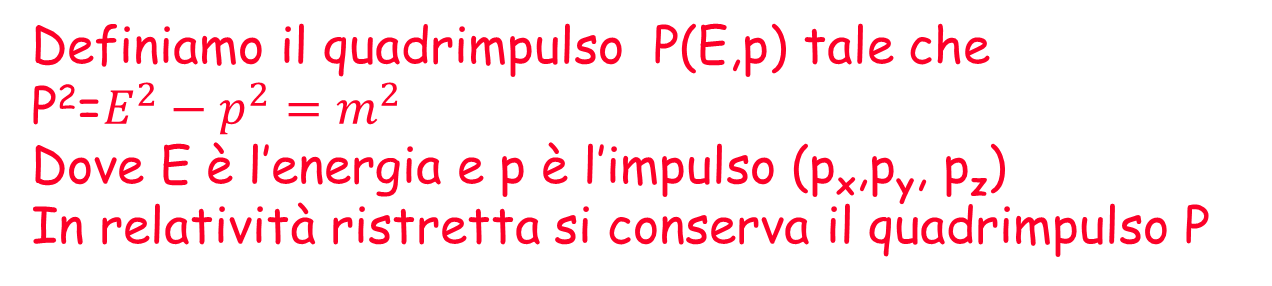 Definiamo il quadrimpulso P(E,p) tale che
P²=E² − p² = m²
Dove E è l'energia e p è l'impulso (pₓ,p_y, p_z)
In relatività ristretta si conserva il quadrimpulso P